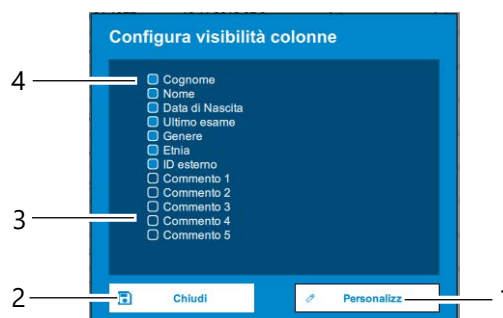 Configura visibilità colonne
4
Cognome
Nome
Data di Nascita
Ultimo esame
Genere
Etnia
ID esterno
Commento 1
Commento 2
Commento 3
3
Commento 4
Commento 5
2
Chiudi
Personalizz